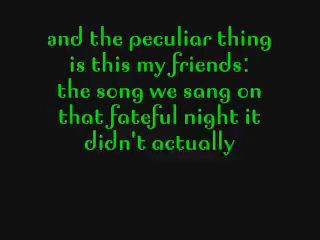 and the peculiar thing
is this my friends:
the song we sang on
that fateful night it
didn't actually